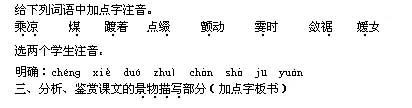 给下列词语中加点字注音。
乘凉 煤 踱着 点缀 颤动 霎时 敛裾 媛女
选两个学生注音。
明确：chéng xiè duó zhuì chàn shà jū yuán
三、分析、鉴赏课文的景物描写部分（加点字板书）